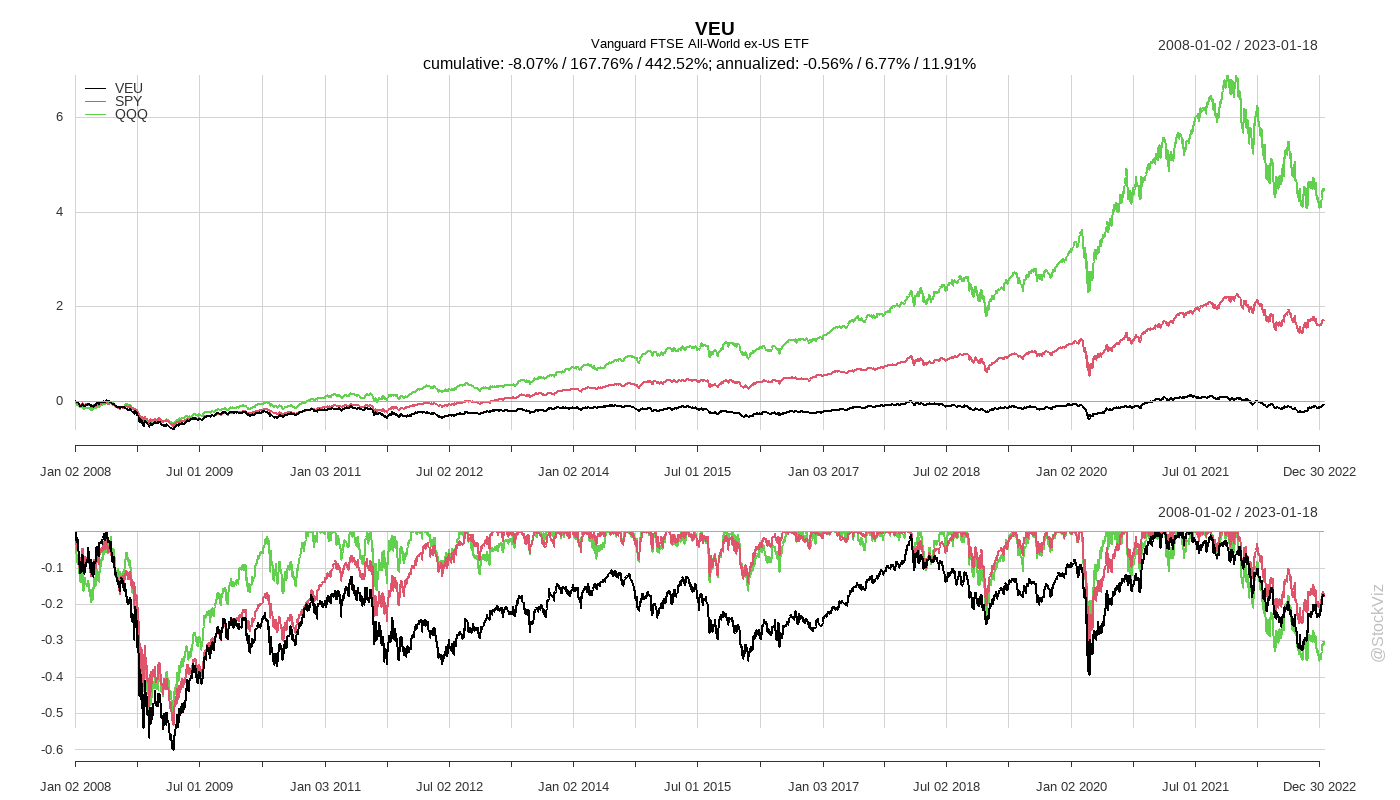 VEU
Vanguard FTSE All-World ex-US ETF
2008-01-02 / 2023-01-18
cumulative: -8.07% / 167.76% / 442.52%; annualized: -0.56% / 6.77% / 11.91%
VEU
SPY
QQQ
6
4
2
0
Jan 02 2008 Jul 01 2009 Jan 03 2011 Jul 02 2012 Jan 02 2014 Jul 01 2015 Jan 03 2017 Jul 02 2018 Jan 02 2020 Jul 01 2021 Dec 30 2022
2008-01-02 / 2023-01-18
-0.1
-0.2
-0.3
-0.4
-0.5
-0.6
Jan 02 2008 Jul 01 2009 Jan 03 2011 Jul 02 2012 Jan 02 2014 Jul 01 2015 Jan 03 2017 Jul 02 2018 Jan 02 2020 Jul 01 2021 Dec 30 2022
@StockViz